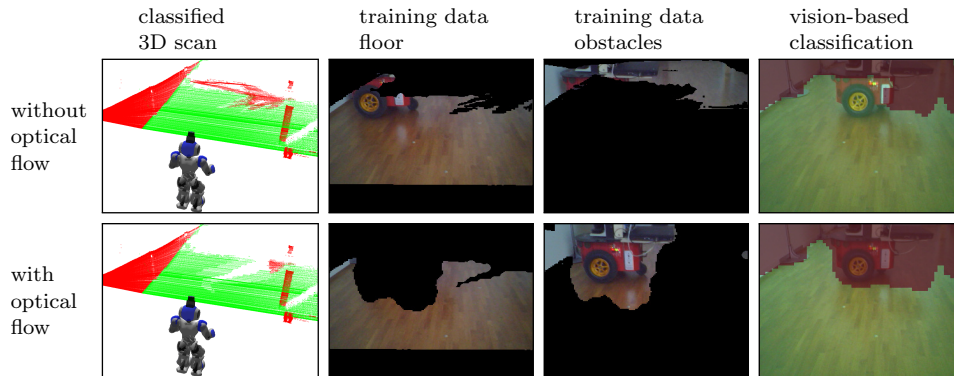 classified
3D scan
training data
floor
training data
obstacles
vision-based
classification
without
optical
flow
with
optical
flow